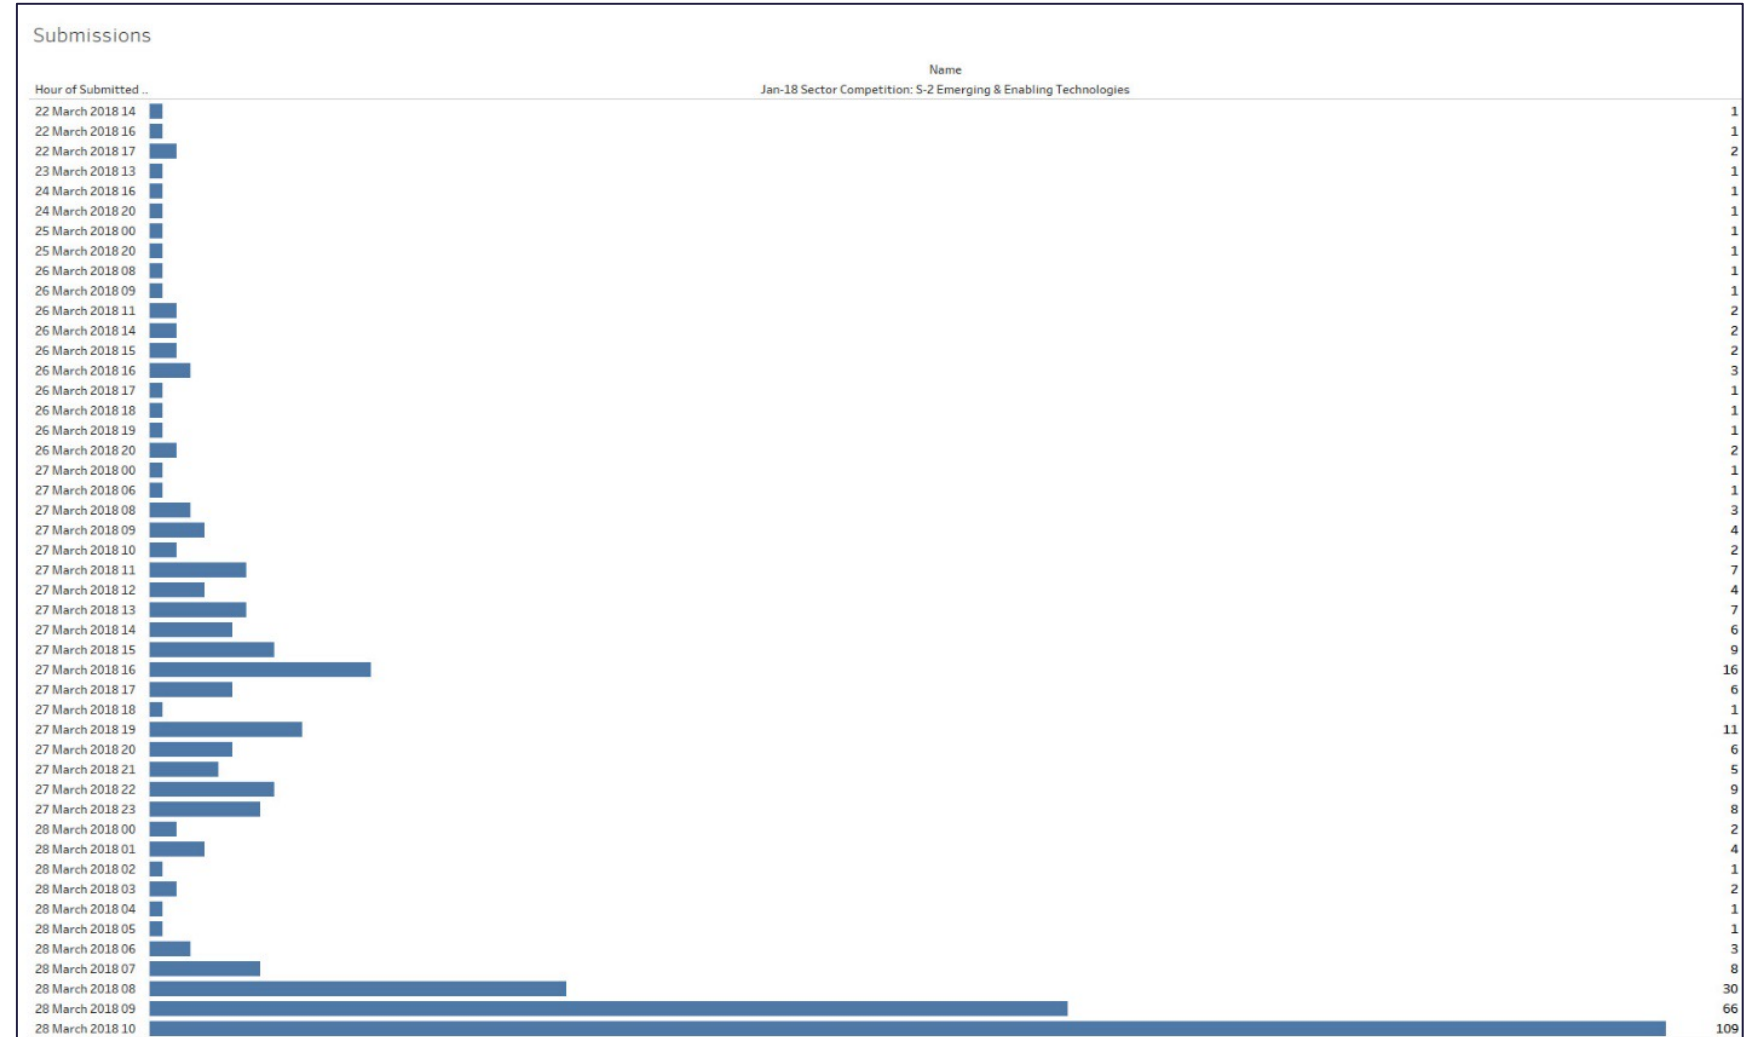 Submissions
Name
Hour of Submitted .. Jan-18 Sector Competition: S-2 Emerging & Enabling Technologies
22 March 2018 14 1
22 March 2018 16 1
22 March 2018 17 2
23 March 2018 13 1
24 March 2018 16 1
24 March 2018 20 1
25 March 2018 00 1
25 March 2018 20 1
26 March 2018 08 1
26 March 2018 09 1
26 March 2018 11 2
26 March 2018 14 2
26 March 2018 15 2
26 March 2018 16 3
26 March 2018 17 1
26 March 2018 18 1
26 March 2018 19 1
26 March 2018 20 2
27 March 2018 00 1
27 March 2018 06 1
27 March 2018 08 3
27 March 2018 09 4
27 March 2018 10 2
27 March 2018 11 7
27 March 2018 12 4
27 March 2018 13 7
27 March 2018 14 6
27 March 2018 15 9
27 March 2018 16 16
27 March 2018 17 6
27 March 2018 18 1
27 March 2018 19 11
27 March 2018 20 6
27 March 2018 21 5
27 March 2018 22 9
27 March 2018 23 8
28 March 2018 00 2
28 March 2018 01 4
28 March 2018 02 1
28 March 2018 03 2
28 March 2018 04 1
28 March 2018 05 1
28 March 2018 06 3
28 March 2018 07 8
28 March 2018 08 30
28 March 2018 09 66
28 March 2018 10 109